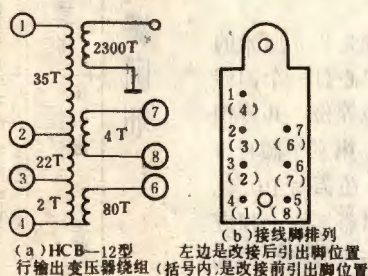 ①
2300T
35T
⑦
②
4T
⑧
22T
③
⑥
2T
80T
④
1
(4)
2 7
(3) (6)
3 6
(2) (7)
4 5
(1) (8)
(b)接线脚排列
(a)HCB—12型 左边是改接后引出脚位置
行输出变压器绕组(括号内)是改接前引出脚位置